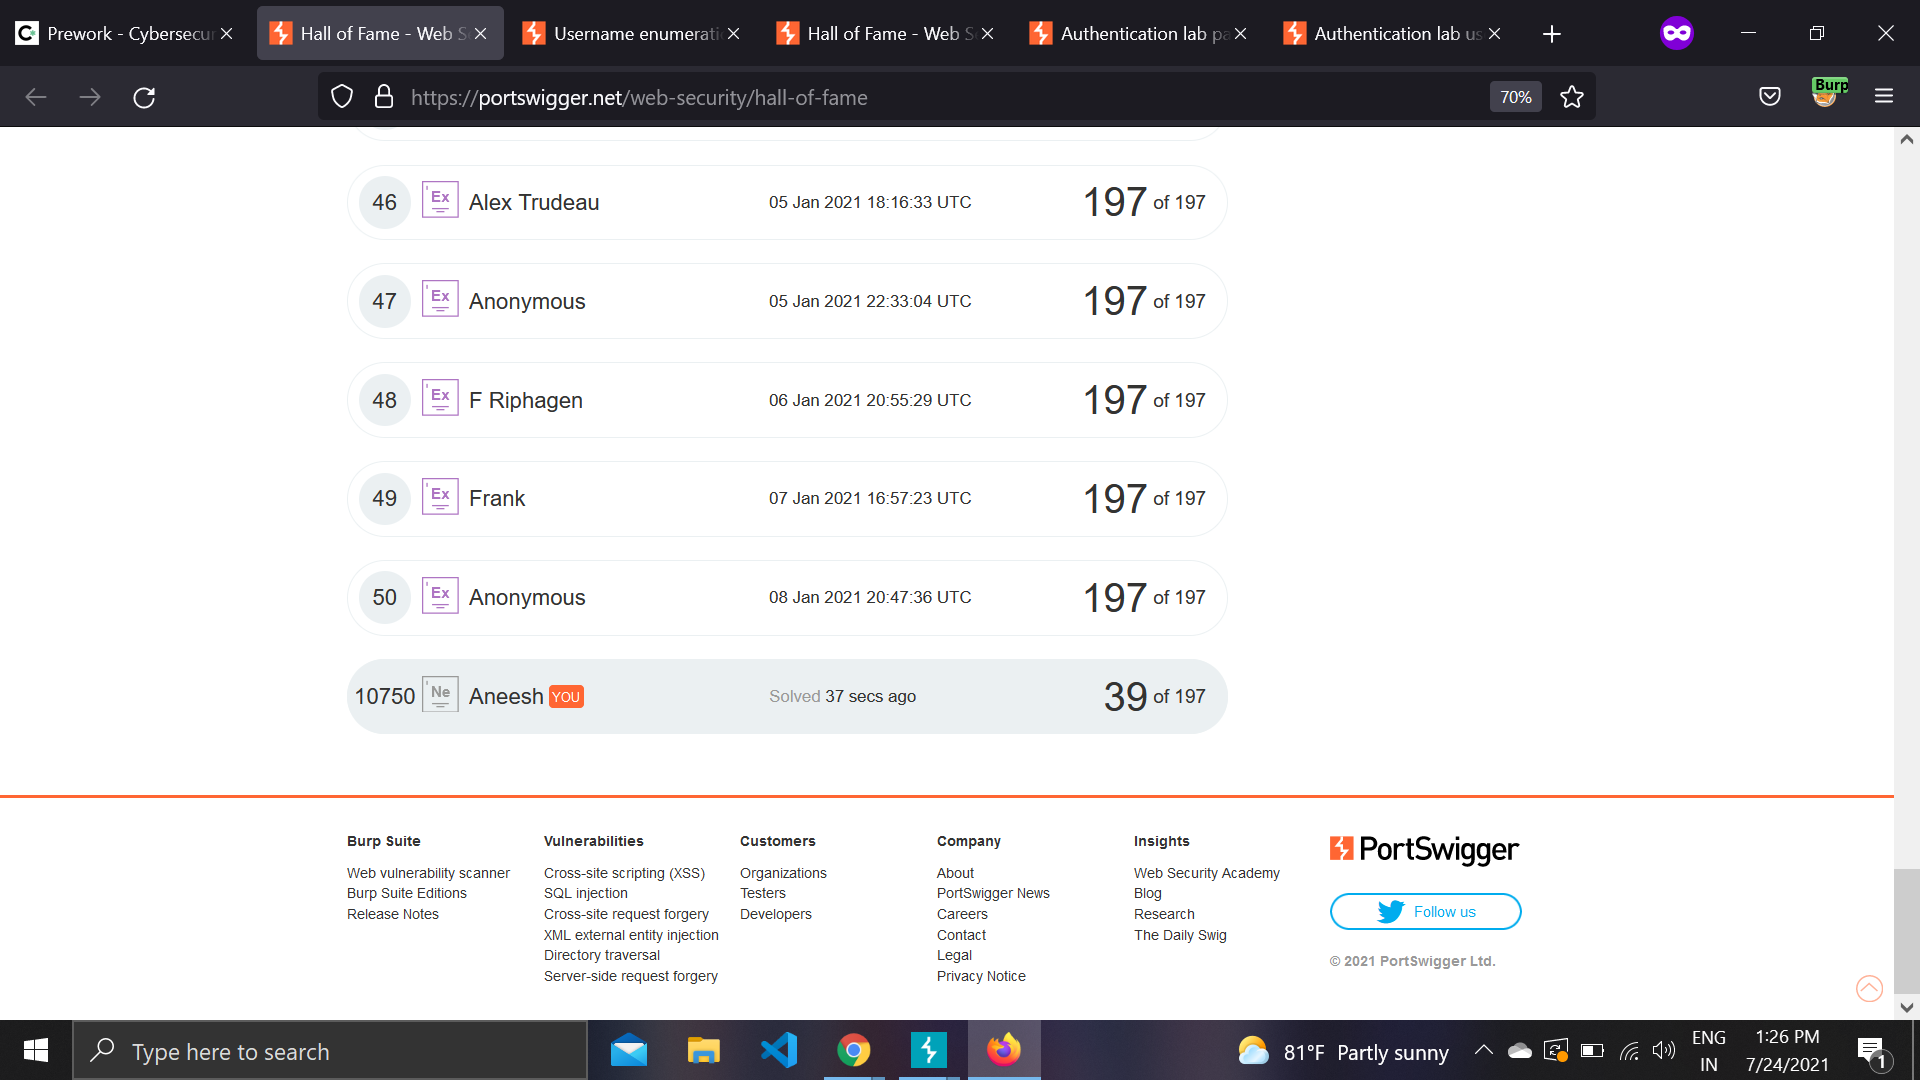 Prework - Cybersecur
Hall of Fame - Web S
Username enumerati
Hall of Fame - Web S
Authentication lab pa
Authentication lab us
https://portswigger.net/web-security/hall-of-fame
70%
Burp
46 Ex Alex Trudeau 05 Jan 2021 18:16:33 UTC 197 of 197
47 Ex Anonymous 05 Jan 2021 22:33:04 UTC 197 of 197
48 Ex F Riphagen 06 Jan 2021 20:55:29 UTC 197 of 197
49 Ex Frank 07 Jan 2021 16:57:23 UTC 197 of 197
50 Ex Anonymous 08 Jan 2021 20:47:36 UTC 197 of 197
10750 Ne Aneesh YOU Solved 37 secs ago 39 of 197
Burp Suite
Web vulnerability scanner
Burp Suite Editions
Release Notes
Vulnerabilities
Cross-site scripting (XSS)
SQL injection
Cross-site request forgery
XML external entity injection
Directory traversal
Server-side request forgery
Customers
Organizations
Testers
Developers
Company
About
PortSwigger News
Careers
Contact
Legal
Privacy Notice
Insights
Web Security Academy
Blog
Research
The Daily Swig
PortSwigger
Follow us
© 2021 PortSwigger Ltd.
Type here to search
81°F Partly sunny
ENG
IN
1:26 PM
7/24/2021
1